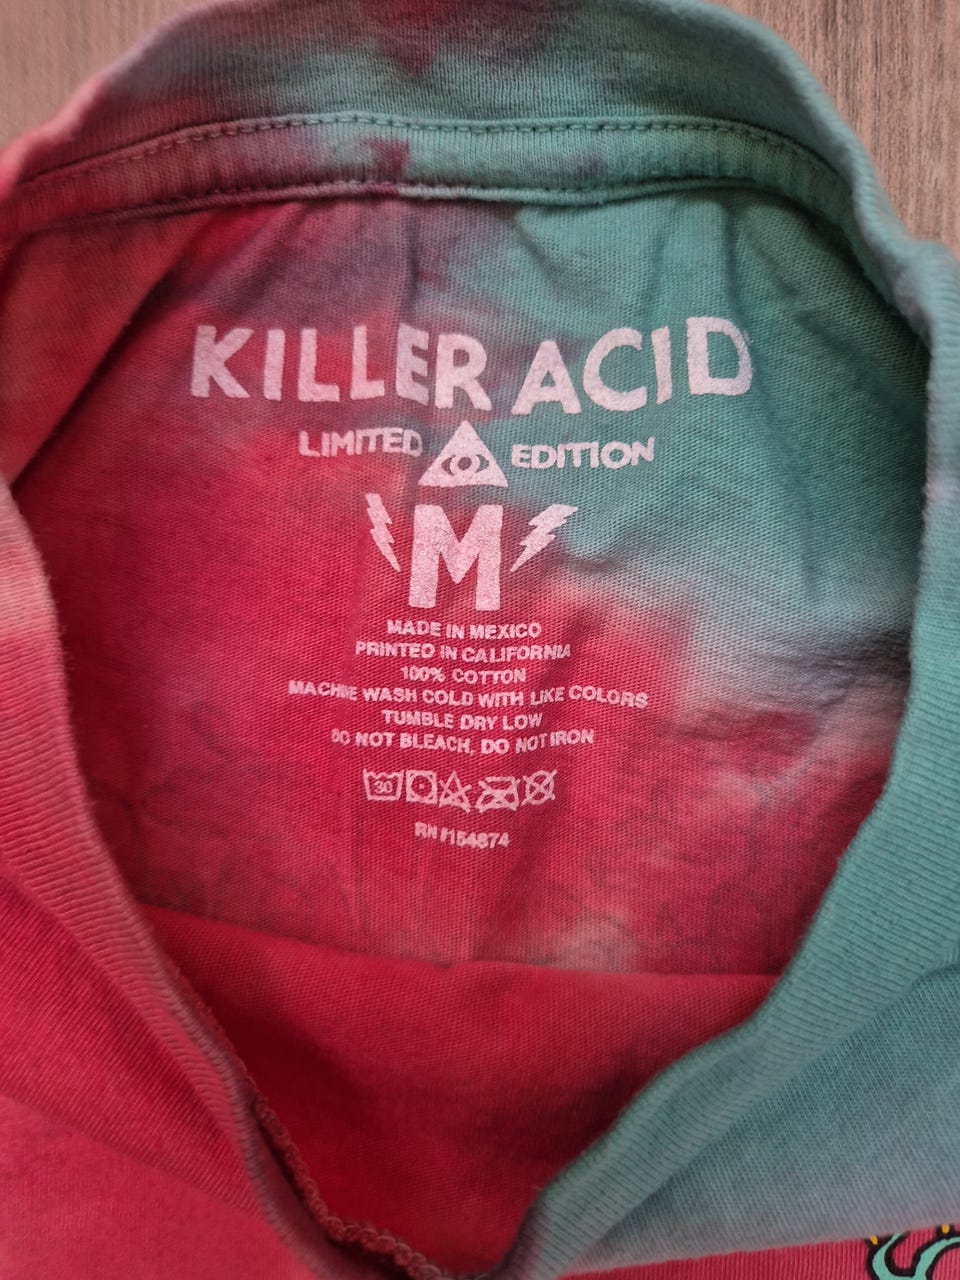 KILLER ACID
LIMITED EDITION
M
MADE IN MEXICO
PRINTED IN CALIFORNIA
100% COTTON
MACHINE WASH COLD WITH LIKE COLORS
TUMBLE DRY LOW
DO NOT BLEACH, DO NOT IRON
30
RN #154874